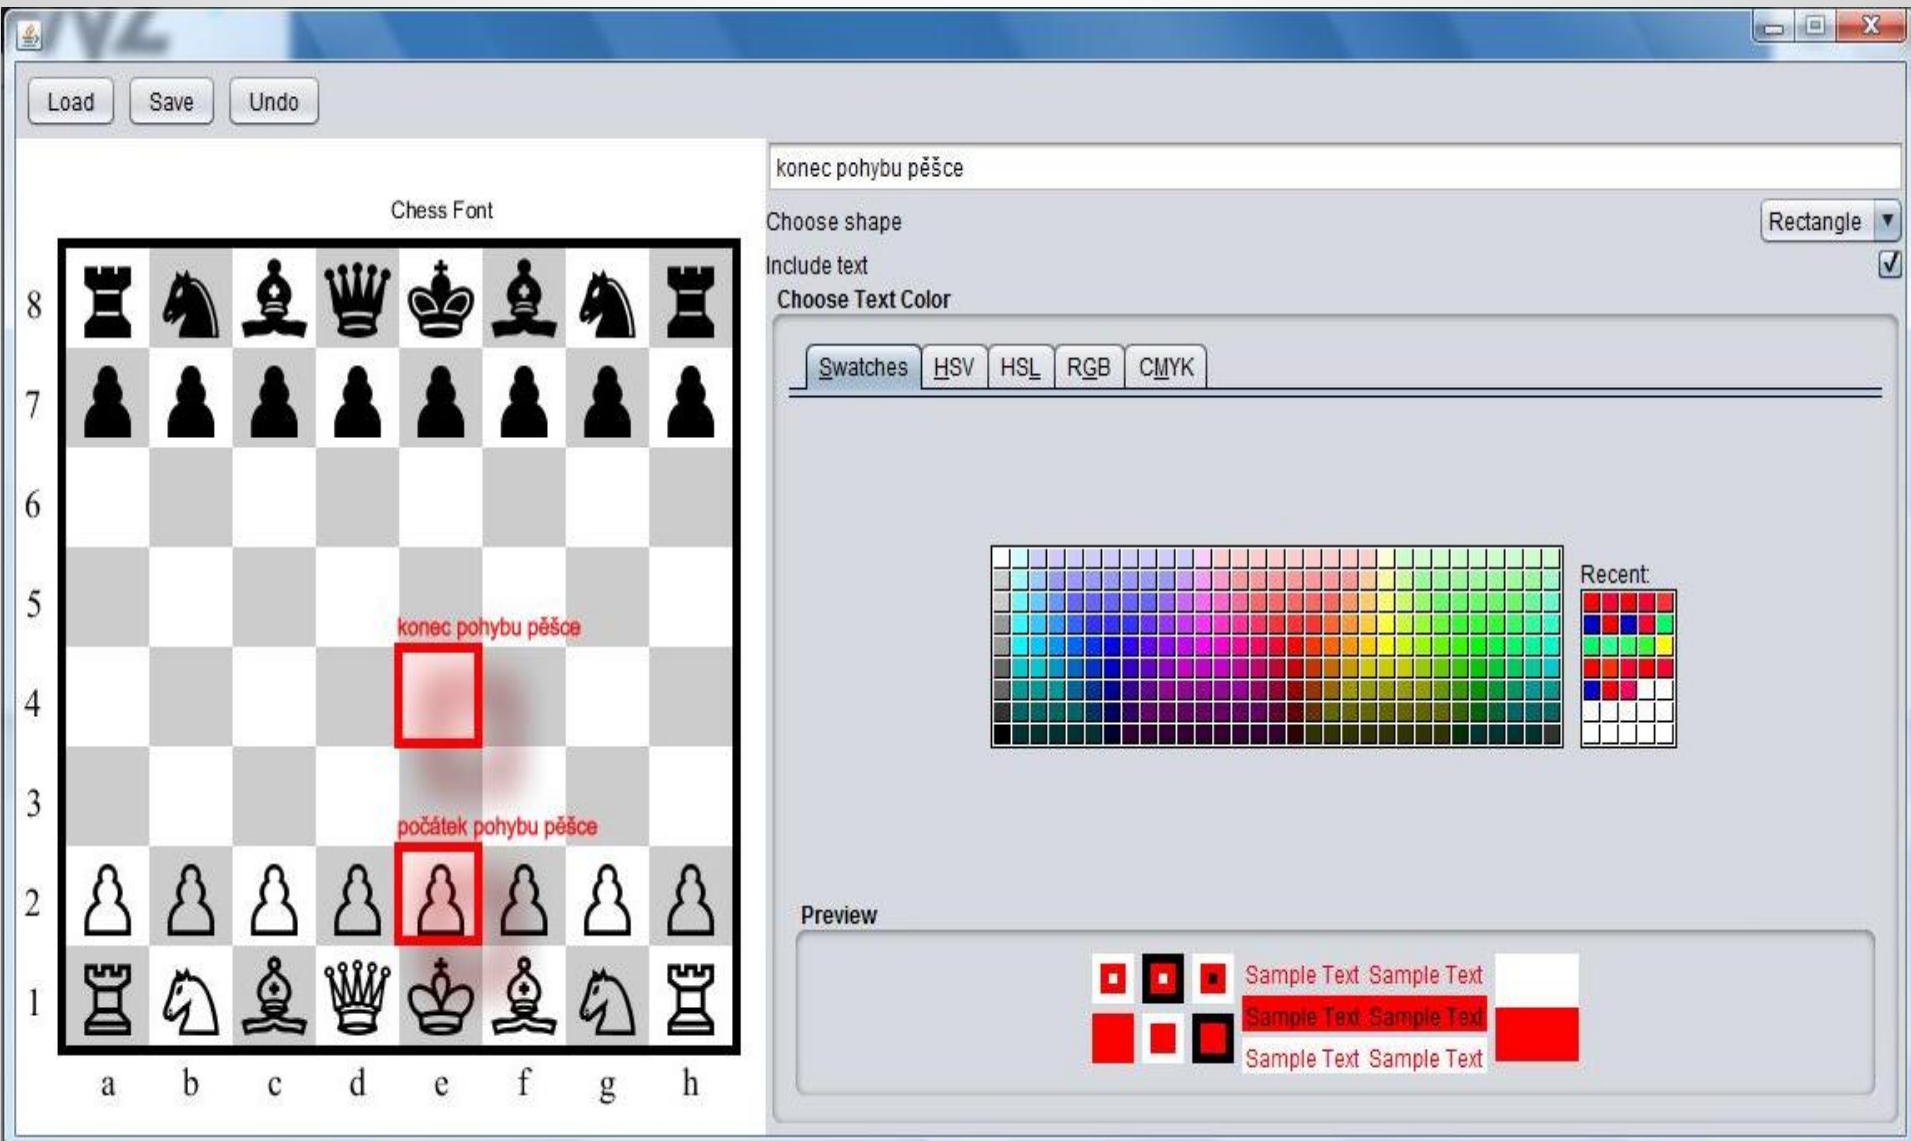 Load Save Undo
konec pohybu pěšce
Chess Font
Choose shape
Rectangle
Include text
Choose Text Color
Swatches HSV HSL RGB CMYK
8
7
6
5
4
3
2
1
konec pohybu pěšce
počátek pohybu pěšce
a b c d e f g h
Recent:
Preview
Sample Text Sample Text
Sample Text Sample Text
Sample Text Sample Text